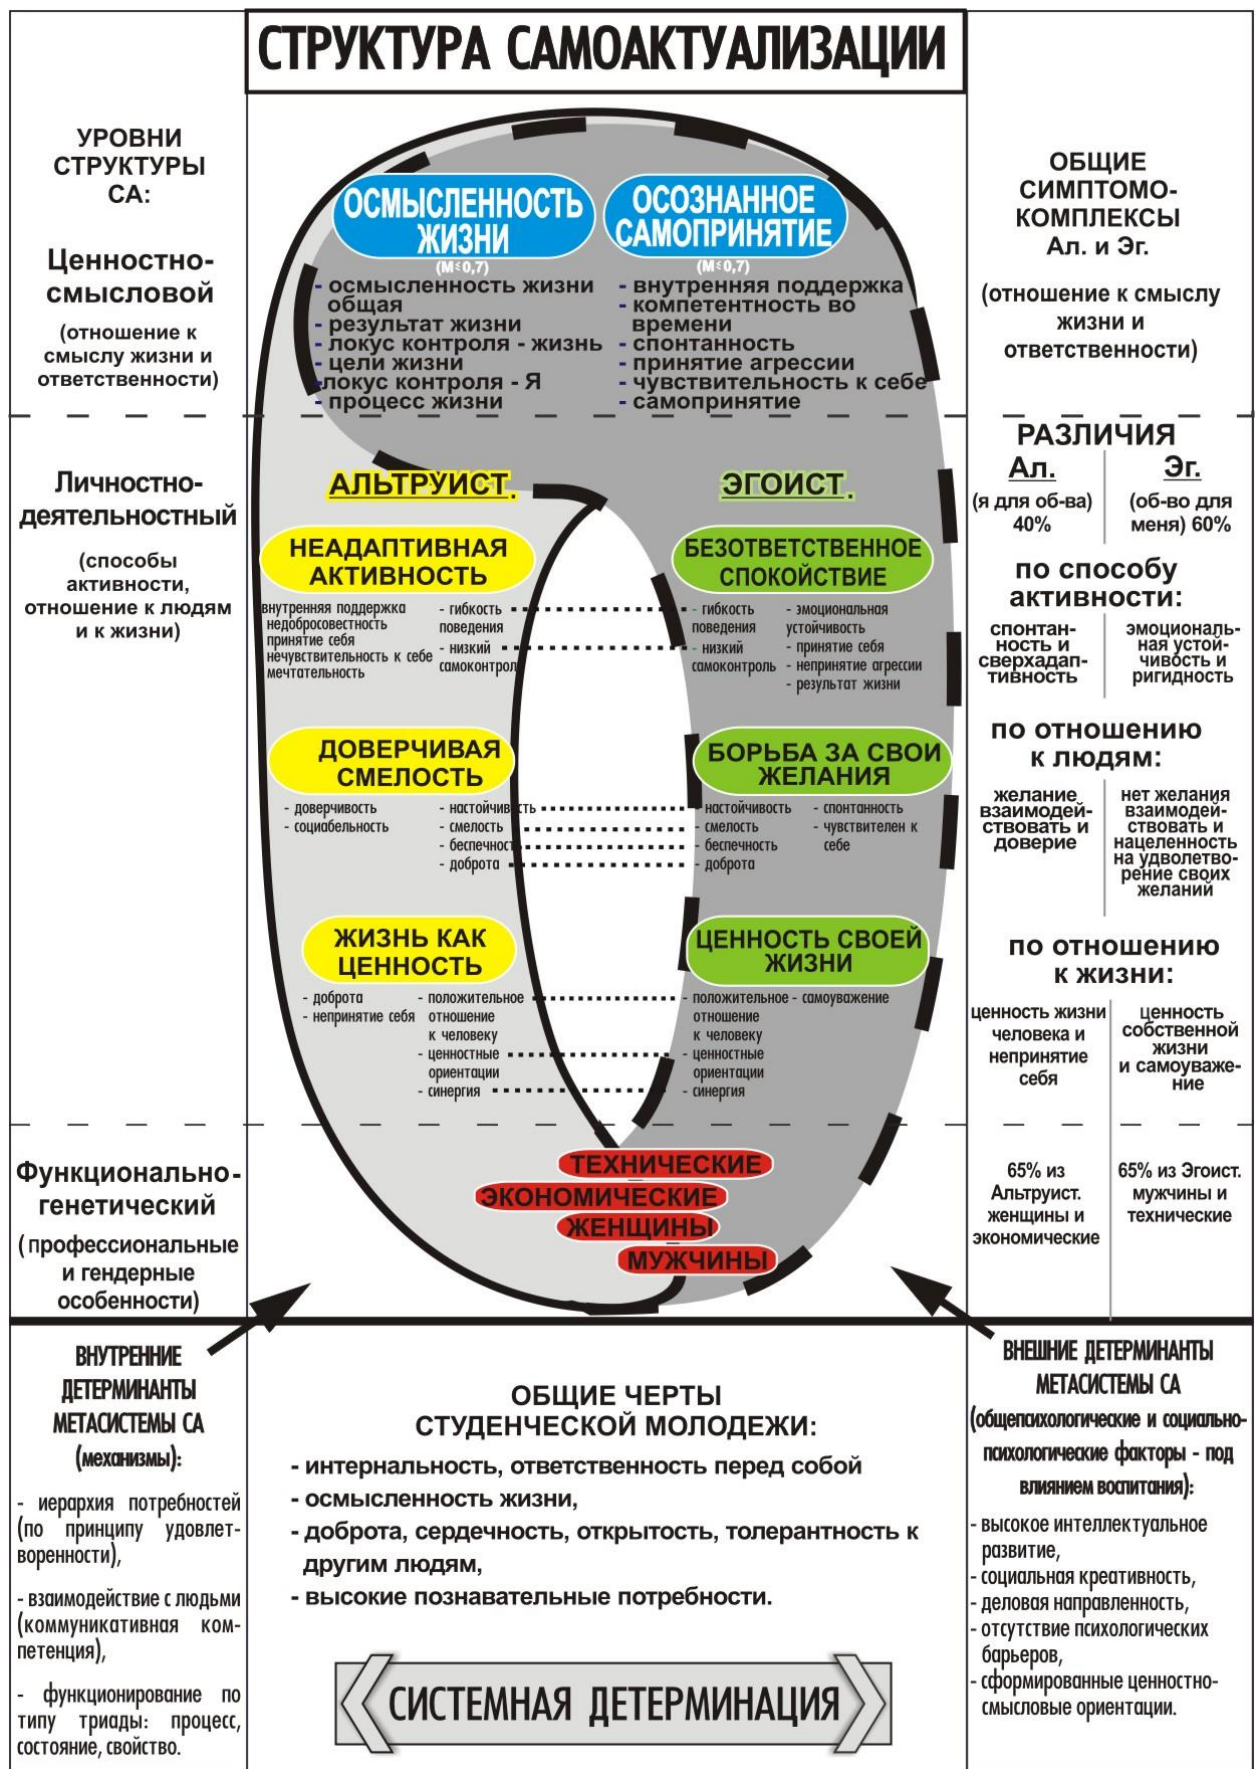 СТРУКТУРА САМОАКТУАЛИЗАЦИИ
УРОВНИ
СТРУКТУРЫ
СА:
Ценностно-
смысловой
(отношение к
смыслу жизни и
ответственности)
ОСМЫСЛЕННОСТЬ
ЖИЗНИ
(М≤0,7)
- осмысленность жизни
общая
- результат жизни
- локус контроля - жизнь
- цели жизни
-локус контроля - Я
- процесс жизни
ОСОЗНАННОЕ
САМОПРИНЯТИЕ
(М≤0,7)
- внутренняя поддержка
- компетентность во
времени
- спонтанность
- принятие агрессии
- чувствительность к себе
- самопринятие
ОБЩИЕ
СИМПТОМО-
КОМПЛЕКСЫ
Ал. и Эг.
(отношение к смыслу
жизни и
ответственности)
Личностно-
деятельностный
(способы
активности,
отношение к людям
и к жизни)
АЛЬТРУИСТ.
НЕАДАПТИВНАЯ
АКТИВНОСТЬ
внутренняя поддержка
недобросовестность
принятие себя
нечувствительность к себе
мечтательность
- гибкость
поведения
- низкий
самоконтроль
ДОВЕРЧИВАЯ
СМЕЛОСТЬ
- доверчивость
- социабельность
- настойчивость
- смелость
- беспечность
- доброта
ЖИЗНЬ КАК
ЦЕННОСТЬ
- доброта
- непринятие себя
- положительное
отношение
к человеку
- ценностные
ориентации
- синергия
ЭГОИСТ.
БЕЗОТВЕТСТВЕННОЕ
СПОКОЙСТВИЕ
- гибкость
поведения
- низкий
самоконтроль
- эмоциональная
устойчивость
- принятие себя
- непринятие агрессии
- результат жизни
БОРЬБА ЗА СВОИ
ЖЕЛАНИЯ
- настойчивость
- смелость
- беспечность
- доброта
- спонтанность
- чувствителен к
себе
ЦЕННОСТЬ СВОЕЙ
ЖИЗНИ
- положительное
отношение
к человеку
- ценностные
ориентации
- синергия
- самоуважение
РАЗЛИЧИЯ
Ал.
(я для об-ва)
40%
Эг.
(об-во для
меня) 60%
по способу
активности:
спонтан-
ность и
сверхадап-
тивность
эмоциональ-
ная устой-
чивость и
ригидность
по отношению
к людям:
желание
взаимодей-
ствовать и
доверие
нет желания
взаимодей-
ствовать и
нацеленность
на удволетво-
рение своих
желаний
по отношению
к жизни:
ценность жизни
человека и
непринятие
себя
ценность
собственной
жизни
и самоуваже-
ние
Функционально-
генетический
(профессиональные
и гендерные
особенности)
ТЕХНИЧЕСКИЕ
ЭКОНОМИЧЕСКИЕ
ЖЕНЩИНЫ
МУЖЧИНЫ
65% из
Альтруист.
женщины и
экономические
65% из Эгоист.
мужчины и
технические
ВНУТРЕННИЕ
ДЕТЕРМИНАНТЫ
МЕТАСИСТЕМЫ СА
(механизмы):
- иерархия потребностей
(по принципу удовлет-
воренности),
- взаимодействие с людьми
(коммуникативная ком-
петенция),
- функционирование по
типу триады: процесс,
состояние, свойство.
ОБЩИЕ ЧЕРТЫ
СТУДЕНЧЕСКОЙ МОЛОДЕЖИ:
- интернальность, ответственность перед собой
- осмысленность жизни,
- доброта, сердечность, открытость, толерантность к
другим людям,
- высокие познавательные потребности.
СИСТЕМНАЯ ДЕТЕРМИНАЦИЯ
ВНЕШНИЕ ДЕТЕРМИНАНТЫ
МЕТАСИСТЕМЫ СА
(общепсихологические и социально-
психологические факторы - под
влиянием воспитания):
- высокое интеллектуальное
развитие,
- социальная креативность,
- деловая направленность,
- отсутствие психологических
барьеров,
- сформированные ценностно-
смысловые ориентации.